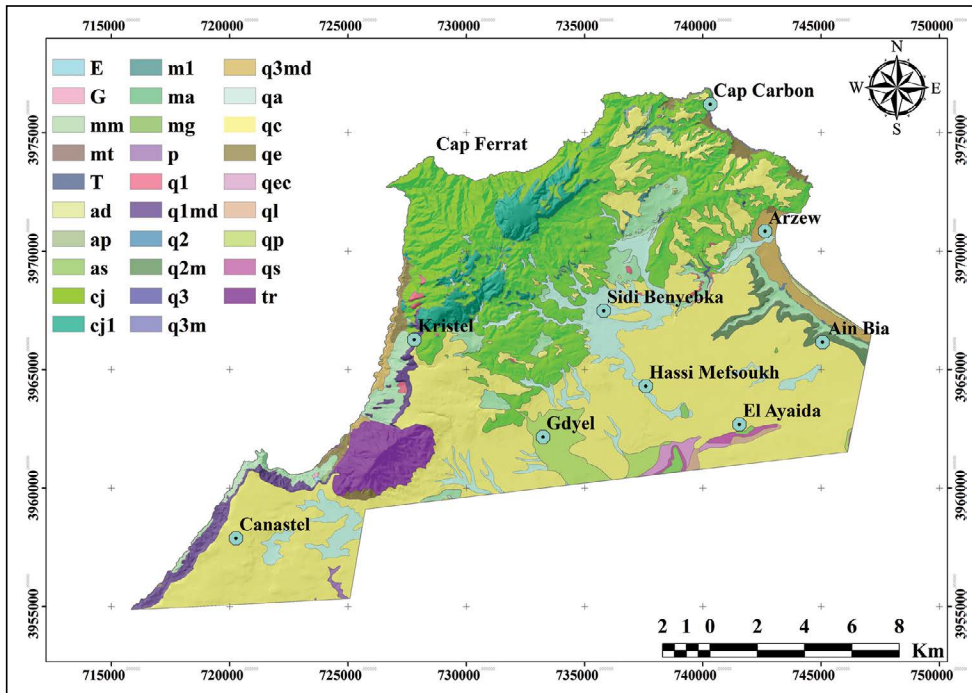 715000 720000 725000 730000 735000 740000 745000 750000
3975000
3970000
3965000
3960000
3955000
E m1 q3md
G ma qa
mm mg qc
mt p qe
T q1 qec
ad q1md ql
ap q2 qp
as q2m qs
cj q3 tr
cj1 q3m
N
W E
S
Cap Carbon
Cap Ferrat
Arzew
Sidi Benyebka
Kristel
Ain Bia
Hassi Mefsoukh
El Ayaida
Gdyel
Canastel
3975000
3970000
3965000
3960000
3955000
2 1 0 2 4 6 8
Km
715000 720000 725000 730000 735000 740000 745000 750000